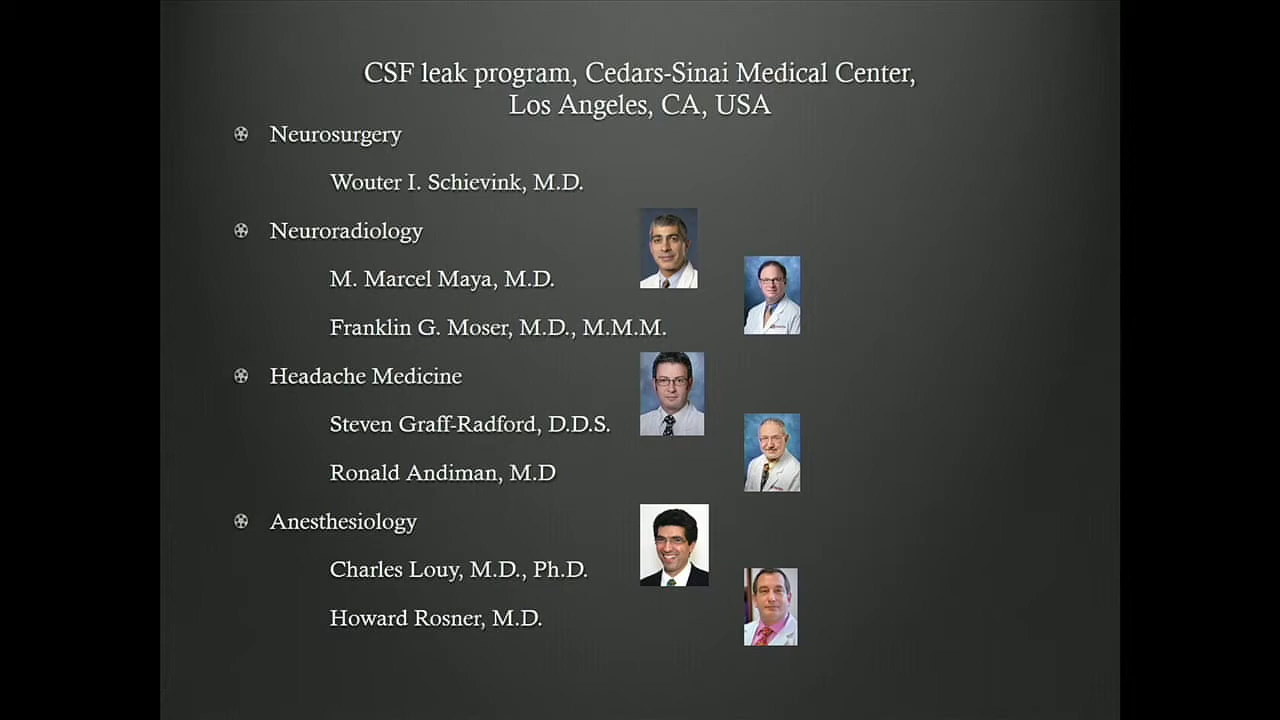 CSF leak program, Cedars-Sinai Medical Center,
Los Angeles, CA, USA
Neurosurgery
Wouter I. Schievink, M.D.
Neuroradiology
M. Marcel Maya, M.D.
Franklin G. Moser, M.D., M.M.M.
Headache Medicine
Steven Graff-Radford, D.D.S.
Ronald Andiman, M.D
Anesthesiology
Charles Louy, M.D., Ph.D.
Howard Rosner, M.D.